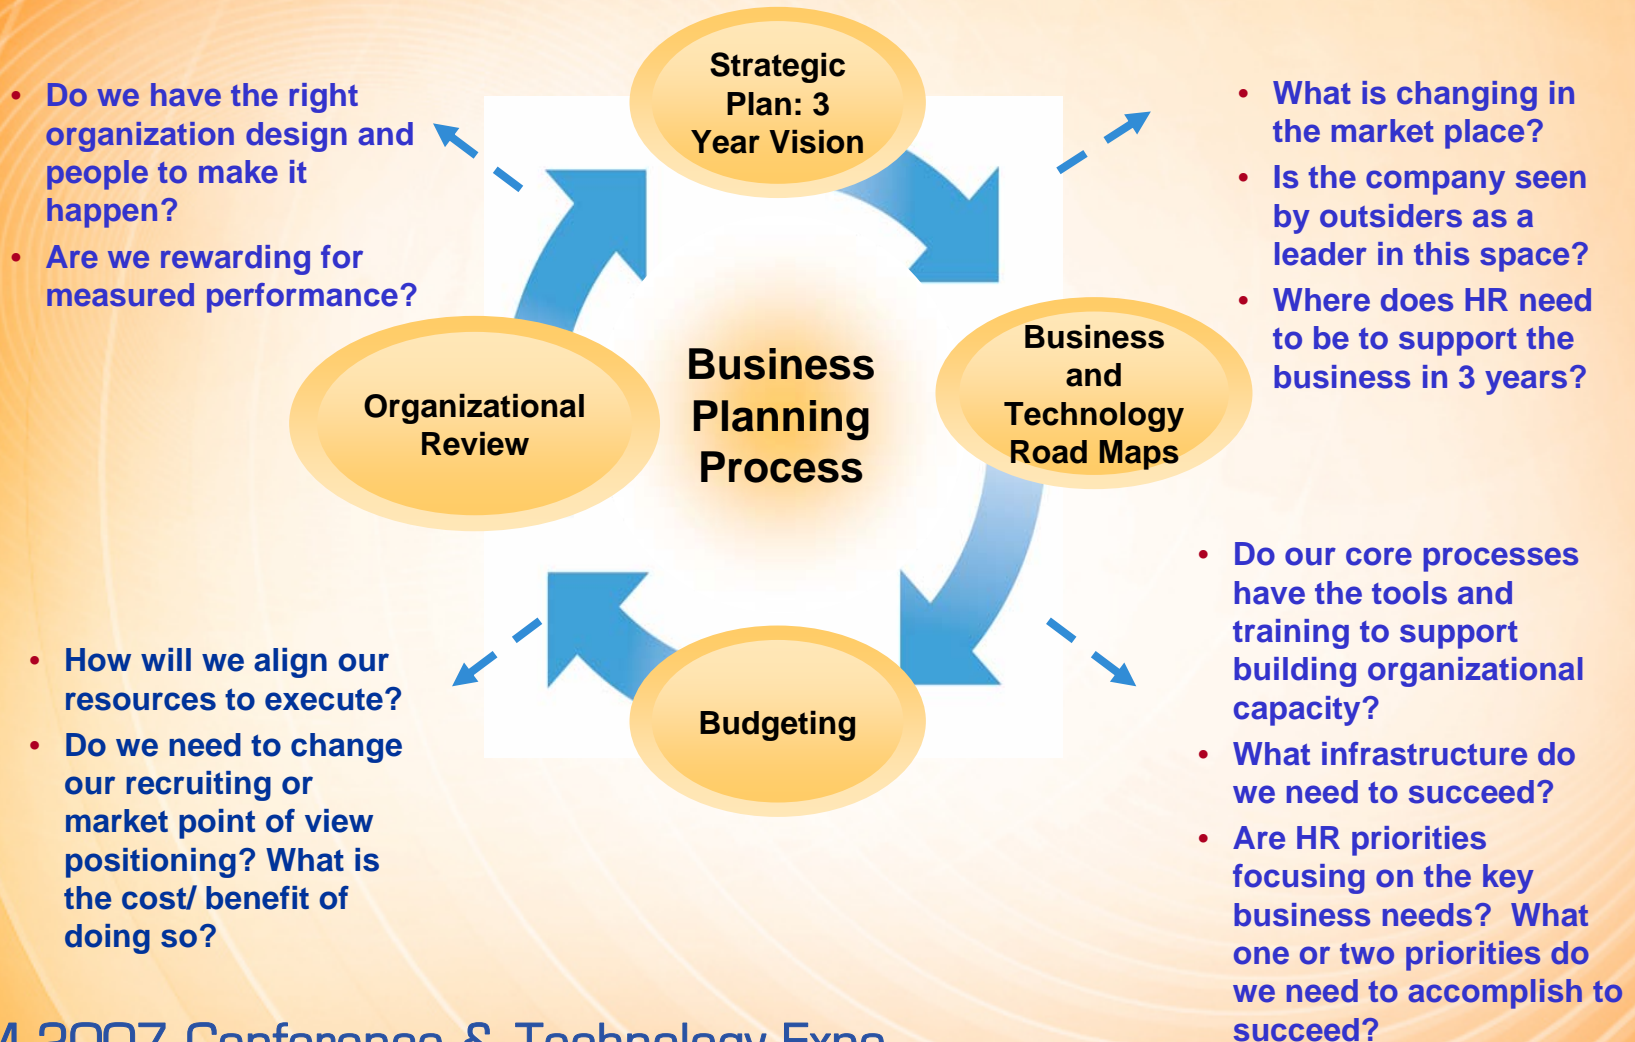 Strategic
Plan: 3
Year Vision
• Do we have the right
organization design and
people to make it
happen?
• Are we rewarding for
measured performance?
• What is changing in
the market place?
• Is the company seen
by outsiders as a
leader in this space?
• Where does HR need
to be to support the
business in 3 years?
Organizational
Review
Business
Planning
Process
Business
and
Technology
Road Maps
• How will we align our
resources to execute?
• Do we need to change
our recruiting or
market point of view
positioning? What is
the cost/ benefit of
doing so?
Budgeting
• Do our core processes
have the tools and
training to support
building organizational
capacity?
• What infrastructure do
we need to succeed?
• Are HR priorities
focusing on the key
business needs?  What
one or two priorities do
we need to accomplish to
succeed?
2007 Conference & Technology Expo